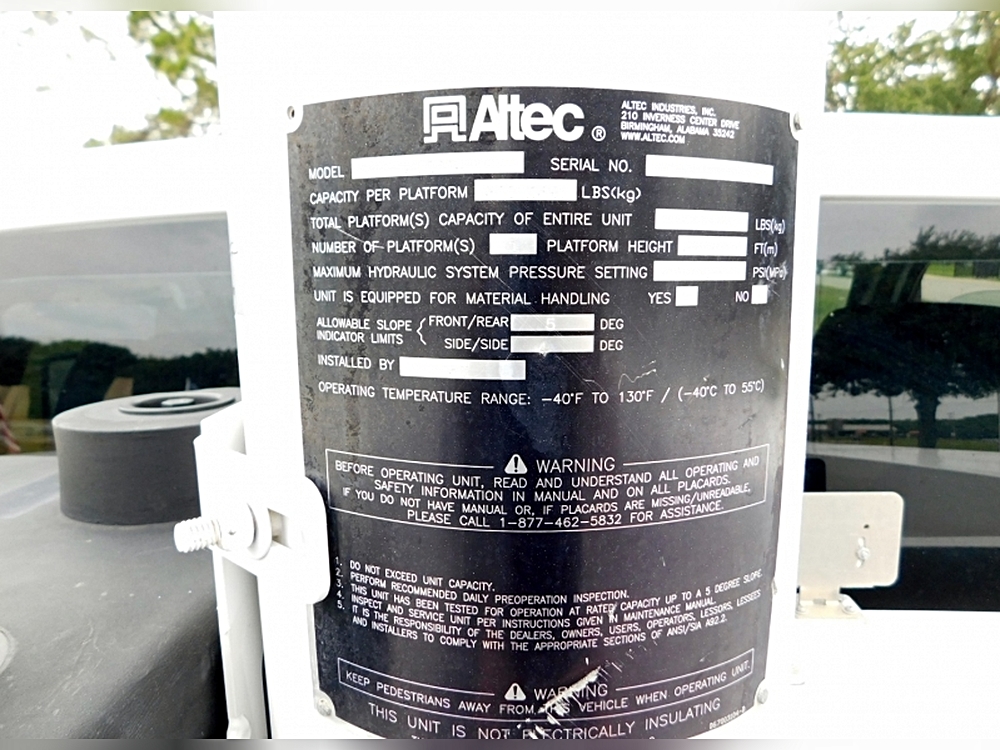 Altec ®
ALTEC INDUSTRIES, INC.
210 INVERNESS CENTER DRIVE
BIRMINGHAM, ALABAMA 35242
WWW.ALTEC.COM
MODEL SERIAL NO.
CAPACITY PER PLATFORM LBS(kg)
TOTAL PLATFORM(S) CAPACITY OF ENTIRE UNIT LBS(kg)
NUMBER OF PLATFORM(S) PLATFORM HEIGHT FT(m)
MAXIMUM HYDRAULIC SYSTEM PRESSURE SETTING PSI(MPa)
UNIT IS EQUIPPED FOR MATERIAL HANDLING YES NO
ALLOWABLE SLOPE INDICATOR LIMITS { FRONT/REAR 5 DEG
SIDE/SIDE DEG
INSTALLED BY
OPERATING TEMPERATURE RANGE: -40°F TO 130°F / (-40°C TO 55°C)
WARNING
BEFORE OPERATING UNIT, READ AND UNDERSTAND ALL OPERATING AND
SAFETY INFORMATION IN MANUAL AND ON ALL PLACARDS.
IF YOU DO NOT HAVE MANUAL OR, IF PLACARDS ARE MISSING/UNREADABLE,
PLEASE CALL 1-877-462-5832 FOR ASSISTANCE.
1. DO NOT EXCEED UNIT CAPACITY.
2. PERFORM RECOMMENDED DAILY PREOPERATION INSPECTION.
3. THIS UNIT HAS BEEN TESTED FOR OPERATION AT RATED CAPACITY UP TO A 5 DEGREE SLOPE.
4. INSPECT AND SERVICE UNIT PER INSTRUCTIONS GIVEN IN MAINTENANCE MANUAL.
5. IT IS THE RESPONSIBILITY OF THE DEALERS, OWNERS, USERS, OPERATORS, LESSORS, LESSEES
AND INSTALLERS TO COMPLY WITH THE APPROPRIATE SECTIONS OF ANSI/SIA A92.2.
WARNING
KEEP PEDESTRIANS AWAY FROM THIS VEHICLE WHEN OPERATING UNIT.
THIS UNIT IS NOT ELECTRICALLY INSULATING